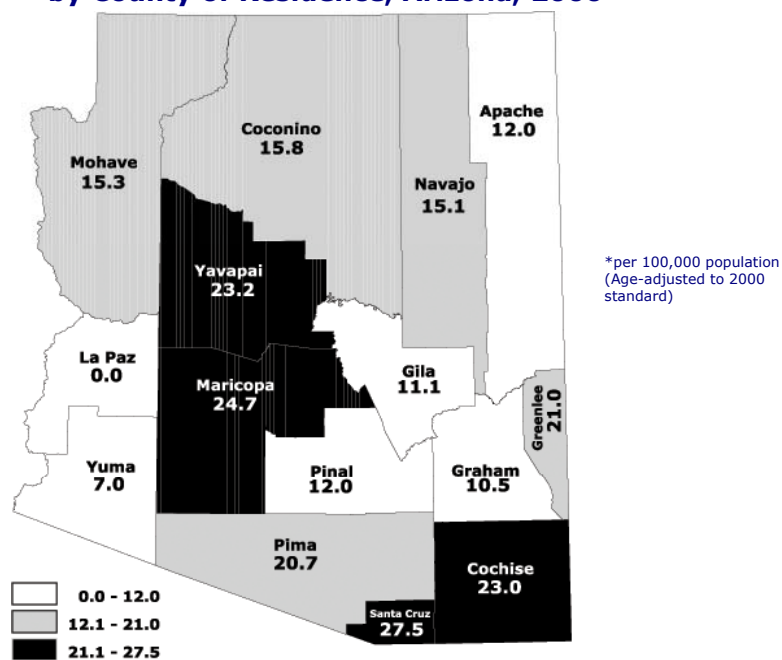 by County of Residence, Arizona, 2000
Apache
12.0
Coconino
15.8
Mohave
15.3
Navajo
15.1
*per 100,000 population
(Age-adjusted to 2000
standard)
Yavapai
23.2
La Paz
0.0
Gila
11.1
Maricopa
24.7
Greenlee
21.0
Yuma
7.0
Pinal
12.0
Graham
10.5
Pima
20.7
Cochise
23.0
Santa Cruz
27.5
0.0 - 12.0
12.1 - 21.0
21.1 - 27.5